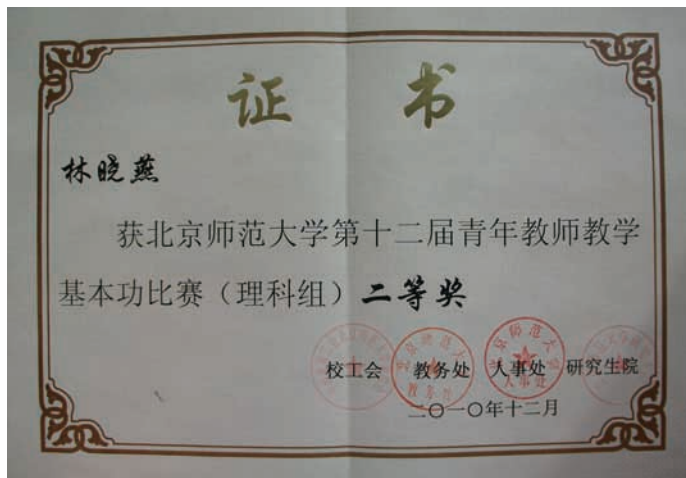 证 书
林晓燕
获北京师范大学第十二届青年教师教学
基本功比赛（理科组）二等奖
校工会 教务处 人事处 研究生院
二〇一〇年十二月